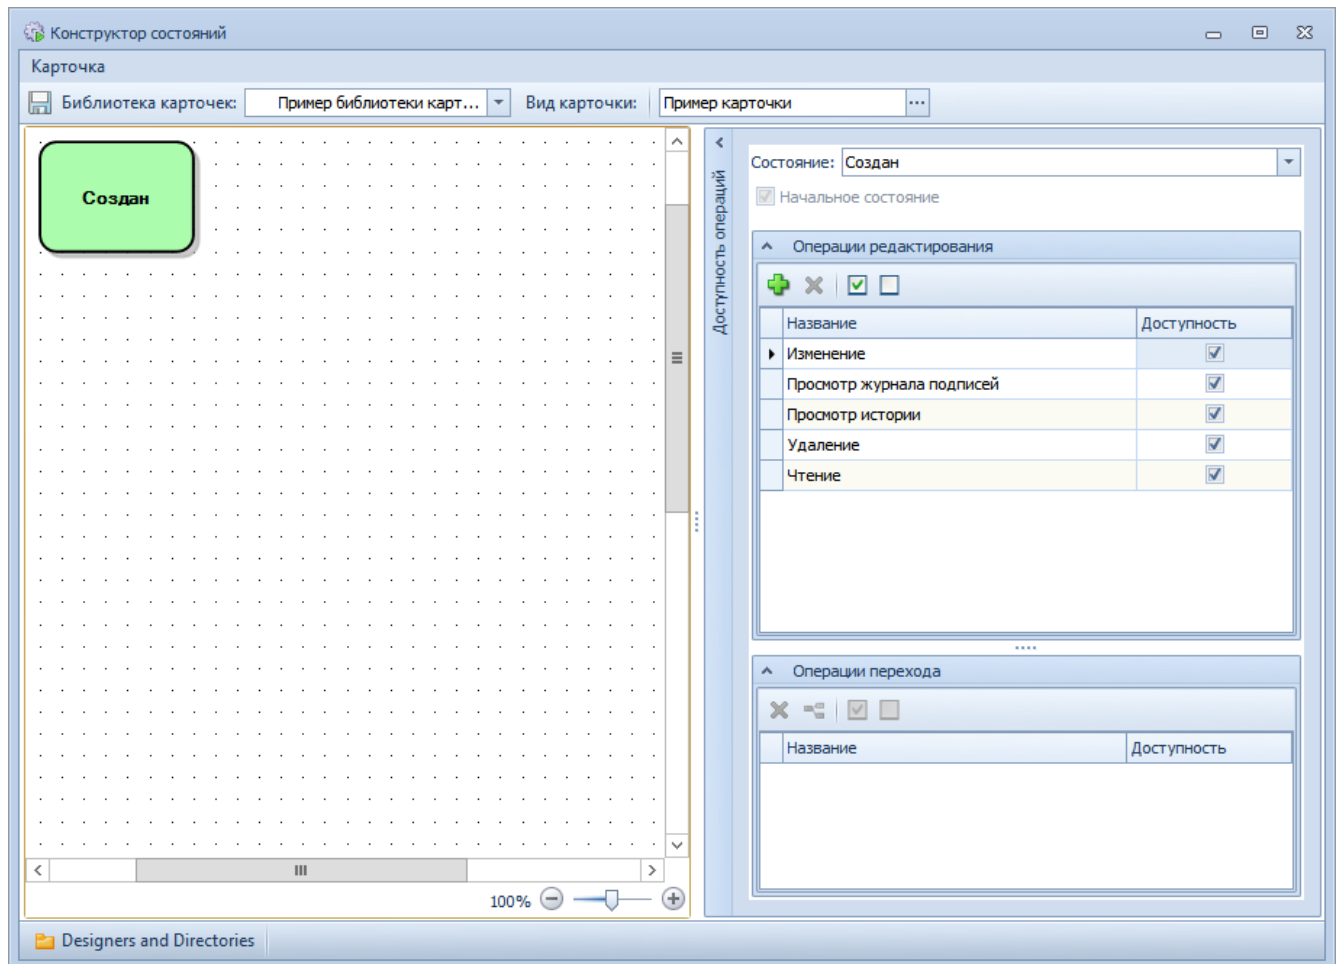 Конструктор состояний
Карточка
Библиотека карточек: Пример библиотеки карт... Вид карточки: Пример карточки ...
Создан
Доступность операций
Состояние: Создан
Начальное состояние
Операции редактирования
Название Доступность
Изменение
Просмотр журнала подписей
Просмотр истории
Удаление
Чтение
Операции перехода
Название Доступность
100%
Designers and Directories